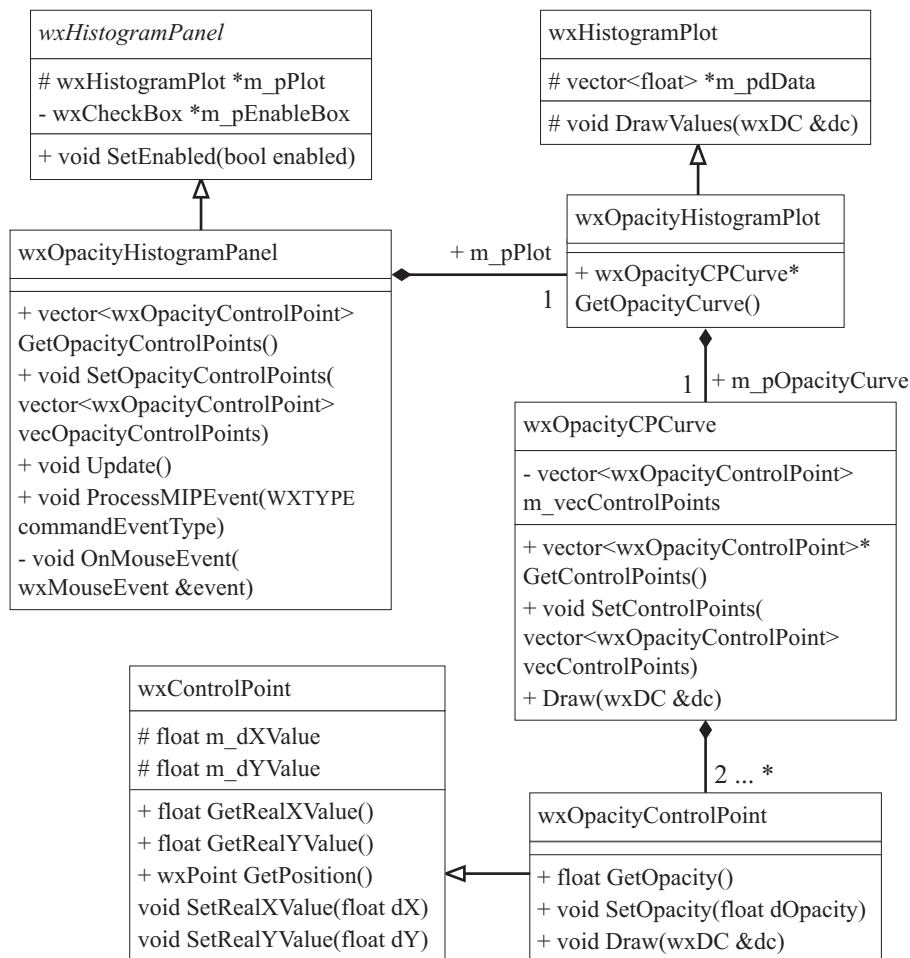 wxHistogramPanel
# wxHistogramPlot *m_pPlot
- wxCheckBox *m_pEnableBox
+ void SetEnabled(bool enabled)
wxHistogramPlot
# vector<float> *m_pdData
# void DrawValues(wxDC &dc)
wxOpacityHistogramPanel
+ vector<wxOpacityControlPoint>
GetOpacityControlPoints()
+ void SetOpacityControlPoints(
vector<wxOpacityControlPoint>
vecOpacityControlPoints)
+ void Update()
+ void ProcessMIPEvent(WXTYPE
commandEventType)
- void OnMouseEvent(
wxMouseEvent &event)
+ m_pPlot
1
wxOpacityHistogramPlot
+ wxOpacityCPCurve*
GetOpacityCurve()
1
+ m_pOpacityCurve
wxOpacityCPCurve
- vector<wxOpacityControlPoint>
m_vecControlPoints
+ vector<wxOpacityControlPoint>*
GetControlPoints()
+ void SetControlPoints(
vector<wxOpacityControlPoint>
vecControlPoints)
+ Draw(wxDC &dc)
2 ... *
wxControlPoint
# float m_dXValue
# float m_dYValue
+ float GetRealXValue()
+ float GetRealYValue()
+ wxPoint GetPosition()
void SetRealXValue(float dX)
void SetRealYValue(float dY)
wxOpacityControlPoint
+ float GetOpacity()
+ void SetOpacity(float dOpacity)
+ void Draw(wxDC &dc)